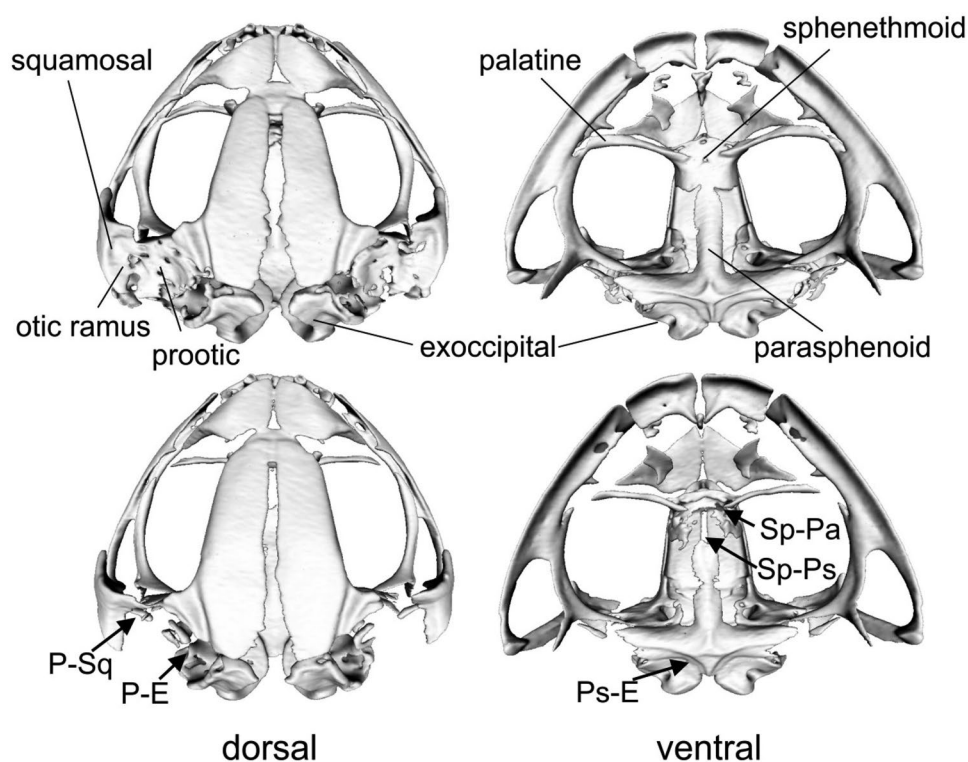 sphenethmoid
squamosal
palatine
otic ramus
prootic
exoccipital
parasphenoid
Sp-Pa
Sp-Ps
P-Sq
P-E
Ps-E
dorsal
ventral